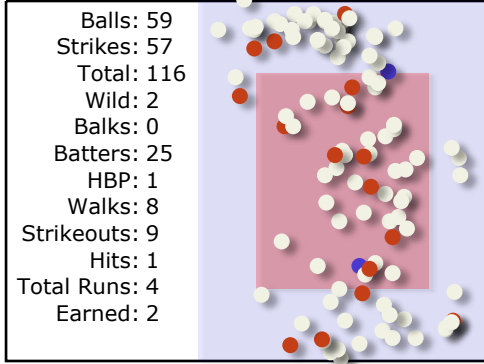 Balls: 59
Strikes: 57
Total: 116
Wild: 2
Balks: 0
Batters: 25
HBP: 1
Walks: 8
Strikeouts: 9
Hits: 1
Total Runs: 4
Earned: 2